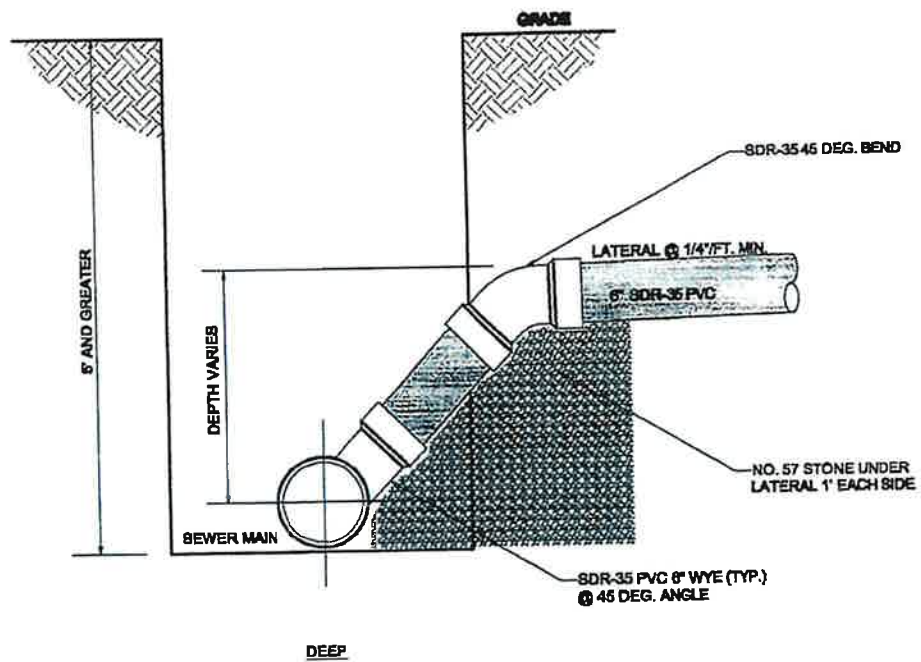 GRADE
SDR-35 45 DEG. BEND
LATERAL @ 1/4"/FT. MIN.
6" SDR-35 PVC
DEPTH VARIES
NO. 57 STONE UNDER
LATERAL 1' EACH SIDE
SEWER MAIN
SDR-35 PVC 6" WYE (TYP.)
@ 45 DEG. ANGLE
DEEP
AND GREATER